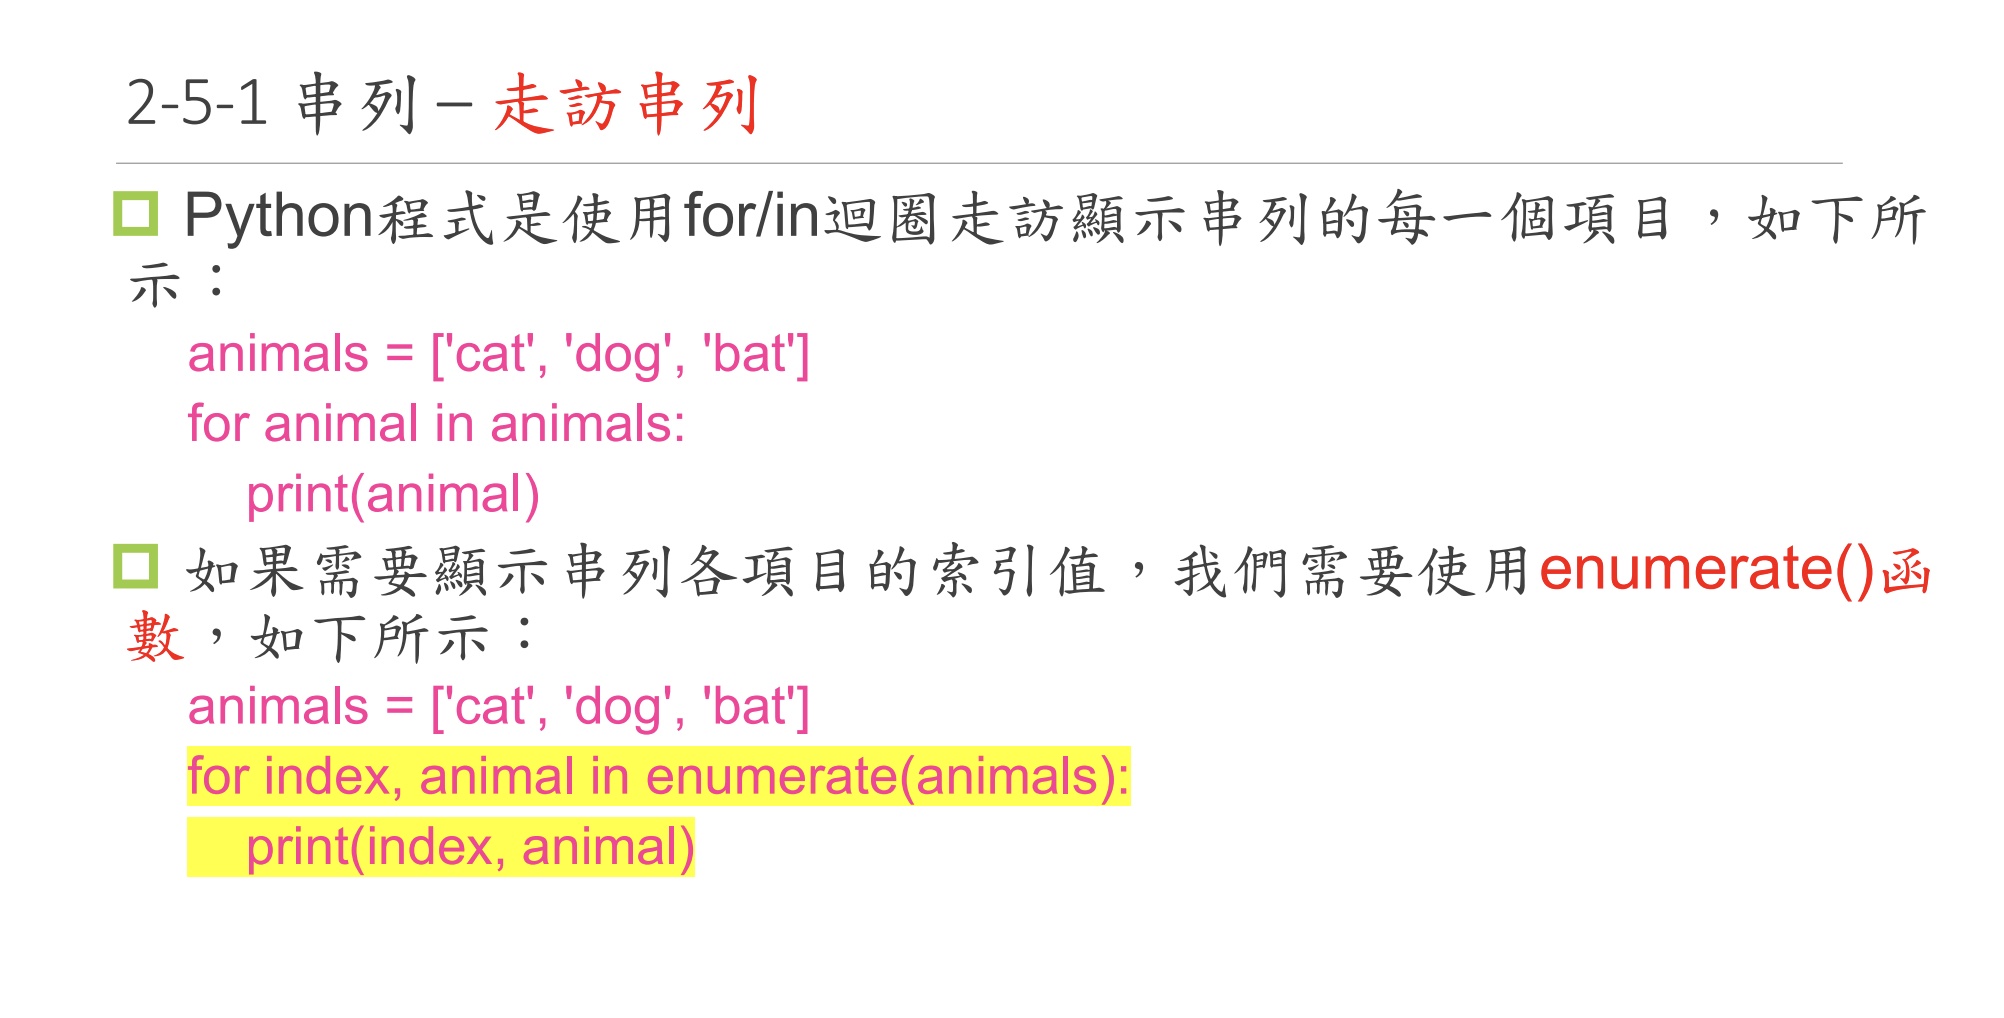 2-5-1 串列 – 走訪串列
Python程式是使用for/in迴圈走訪顯示串列的每一個項目，如下所
示：
animals = ['cat', 'dog', 'bat']
for animal in animals:
print(animal)
如果需要顯示串列各項目的索引值，我們需要使用enumerate()函
數，如下所示：
animals = ['cat', 'dog', 'bat']
for index, animal in enumerate(animals):
print(index, animal)